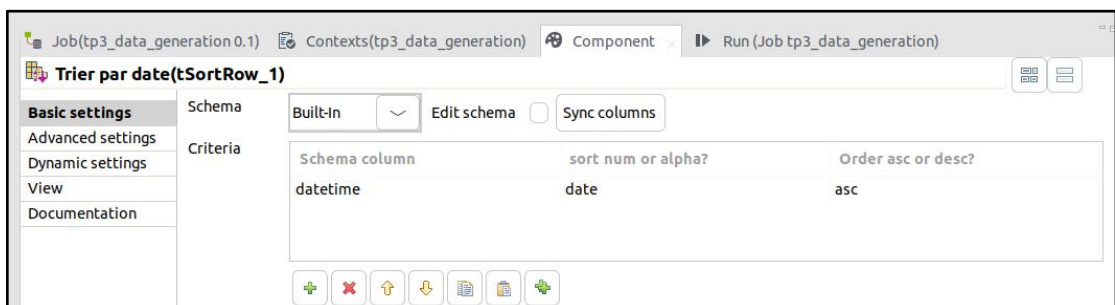 Job(tp3_data_generation 0.1) Contexts(tp3_data_generation) Component Run (Job tp3_data_generation)
Trier par date(tSortRow_1)
Basic settings
Advanced settings
Dynamic settings
View
Documentation
Schema Built-In Edit schema Sync columns
Criteria
Schema column sort num or alpha? Order asc or desc?
datetime date asc